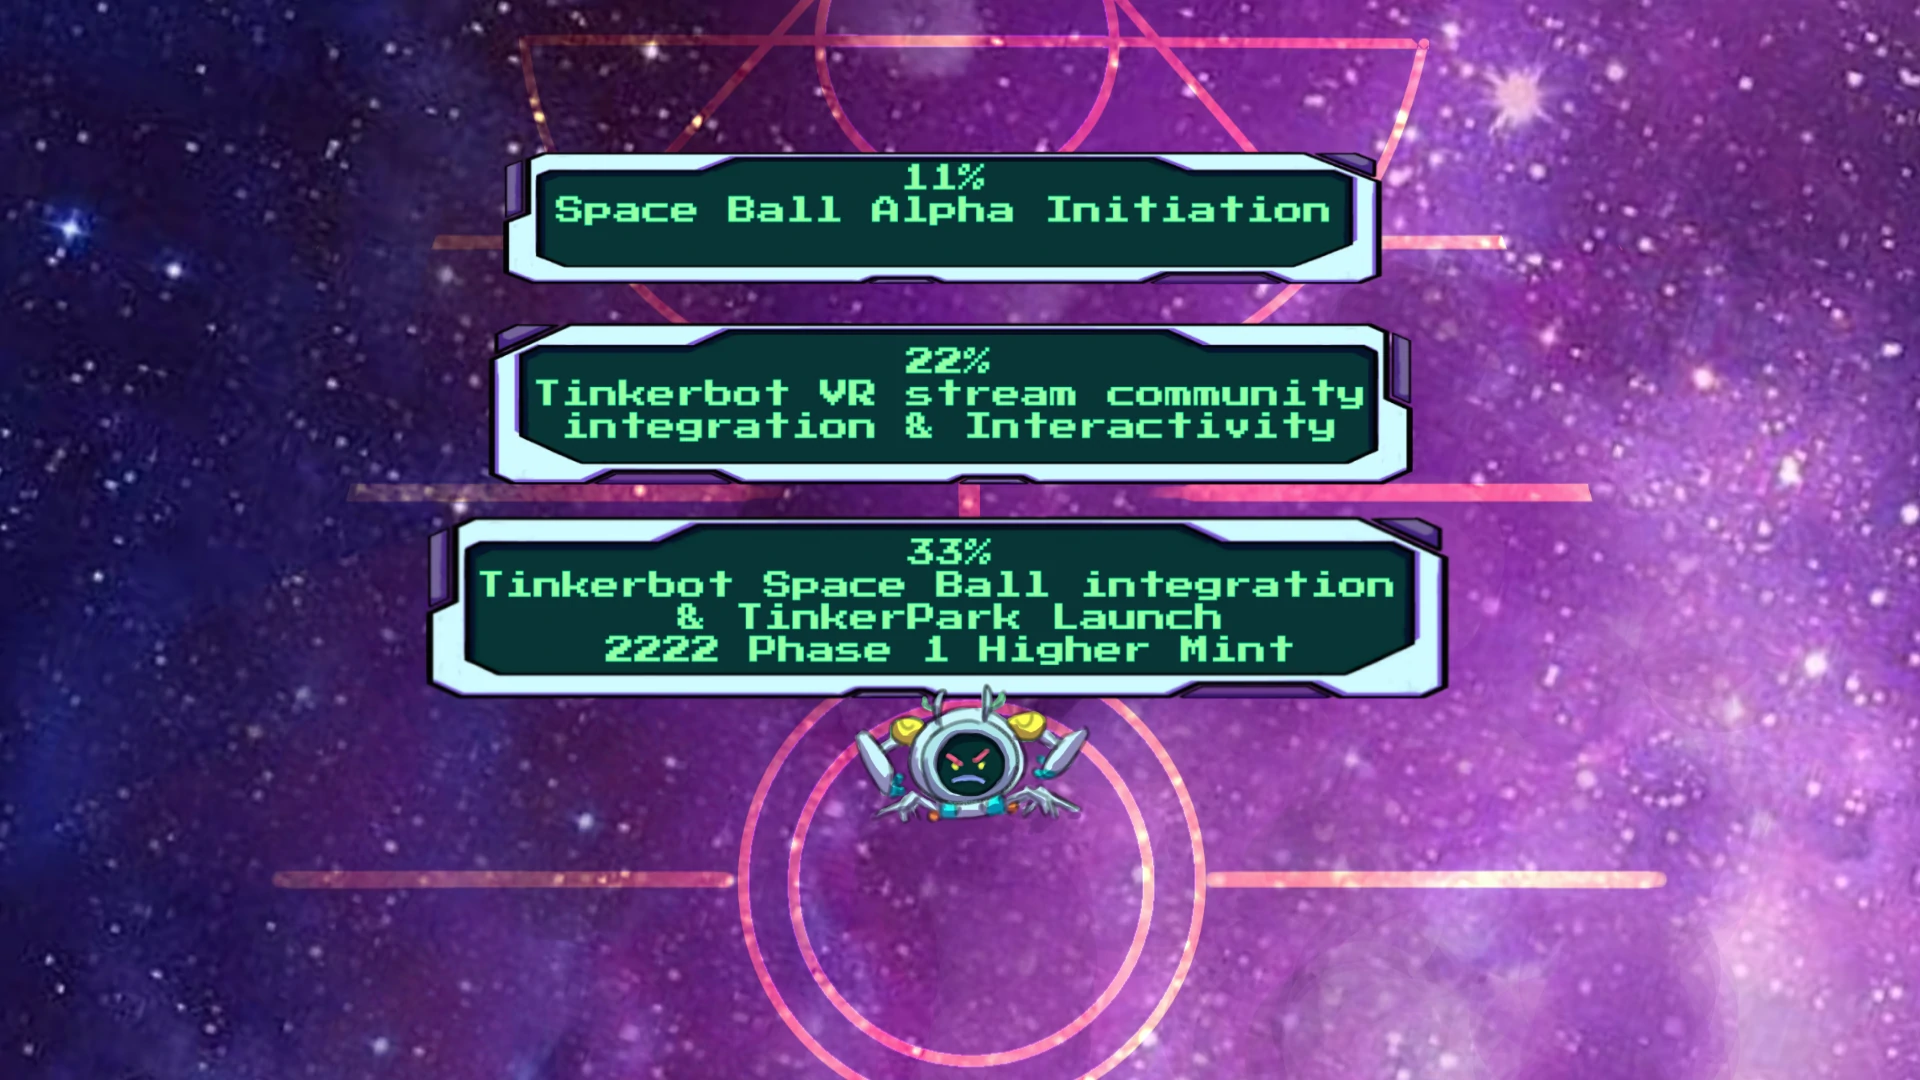 11%
Space Ball Alpha Initiation
22%
Tinkerbot VR stream community
integration & Interactivity
33%
Tinkerbot Space Ball integration
& TinkerPark Launch
2222 Phase 1 Higher Mint